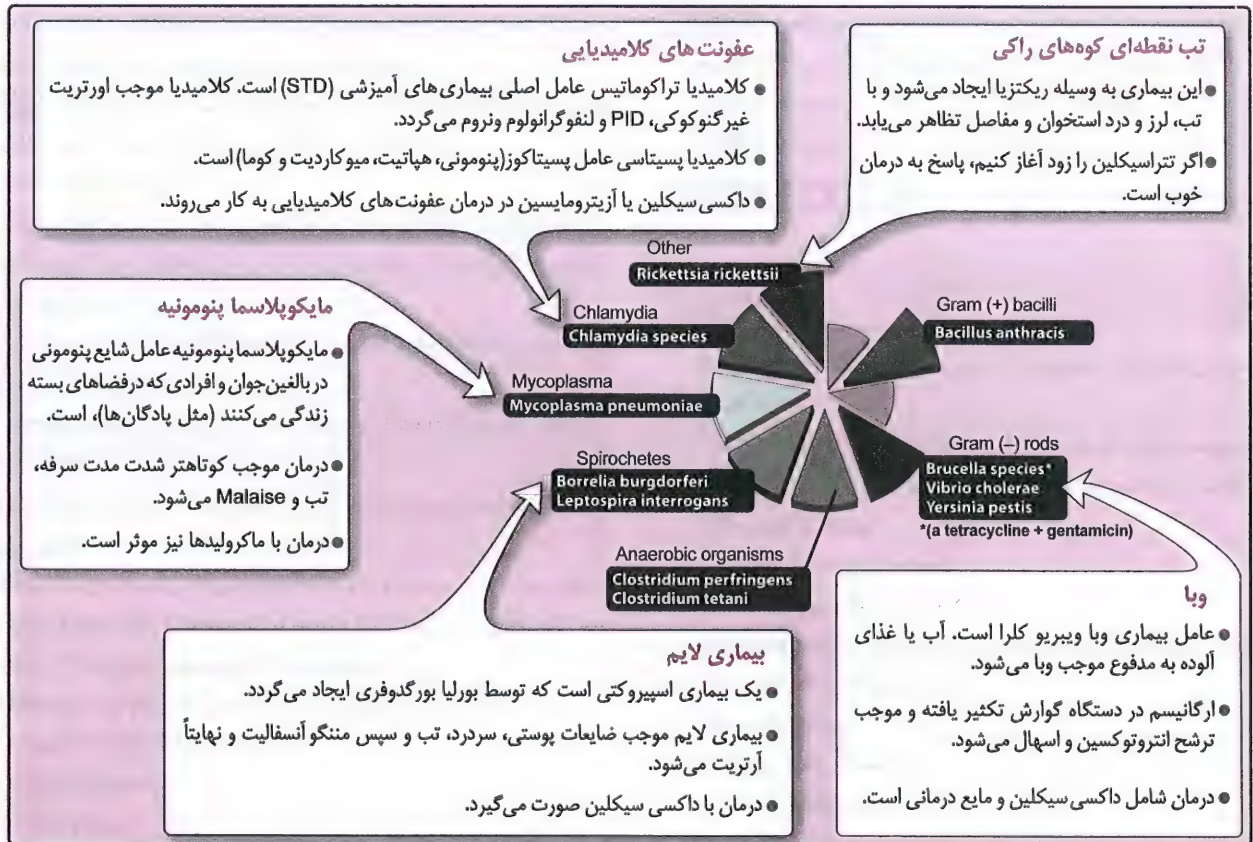 تب نقطه‌ای کوه‌های راکی
● این بیماری به وسیله ریکتزیا ایجاد می‌شود و با
تب، لرز و درد استخوان و مفاصل تظاهر می‌یابد.
● اگر تتراسیکلین را زود آغاز کنیم، پاسخ به درمان
خوب است.
عفونت‌های کلامیدیایی
● کلامیدیا تراکوماتیس عامل اصلی بیماری‌های آمیزشی (STD) است. کلامیدیا موجب اورتریت
غیرگنوکوکی، PID و لنفوگرانولوم ونروم می‌گردد.
● کلامیدیا پسیتاسی عامل پسیتاکوز(پنومونی، هپاتیت، میوکاردیت و کوما) است.
● داکسی‌سیکلین یا آزیترومایسین در درمان عفونت‌های کلامیدیایی به کار می‌روند.
Other
Rickettsia rickettsii
Chlamydia
Chlamydia species
Gram (+) bacilli
Bacillus anthracis
مایکوپلاسما پنومونیه
● مایکوپلاسما پنومونیه عامل شایع پنومونی
در بالغین جوان و افرادی که در فضاهای بسته
زندگی می‌کنند (مثل پادگان‌ها)، است.
● درمان موجب کوتاهتر شدت مدت سرفه،
تب و Malaise می‌شود.
● درمان با ماکرولیدها نیز موثر است.
Mycoplasma
Mycoplasma pneumoniae
Spirochetes
Borrelia burgdorferi
Leptospira interrogans
Gram (–) rods
Brucella species*
Vibrio cholerae
Yersinia pestis
*(a tetracycline + gentamicin)
Anaerobic organisms
Clostridium perfringens
Clostridium tetani
وبا
● عامل بیماری وبا ویبریو کلرا است. آب یا غذای
آلوده به مدفوع موجب وبا می‌شود.
● ارگانیسم در دستگاه گوارش تکثیر یافته و موجب
ترشح انتروتوکسین و اسهال می‌شود.
● درمان شامل داکسی‌سیکلین و مایع درمانی است.
بیماری لایم
● یک بیماری اسپیروکتی است که توسط بورلیا بورگدوفری ایجاد می‌گردد.
● بیماری لایم موجب ضایعات پوستی، سردرد، تب و سپس مننگوآنسفالیت و نهایتاً
آرتریت می‌شود.
● درمان با داکسی سیکلین صورت می‌گیرد.